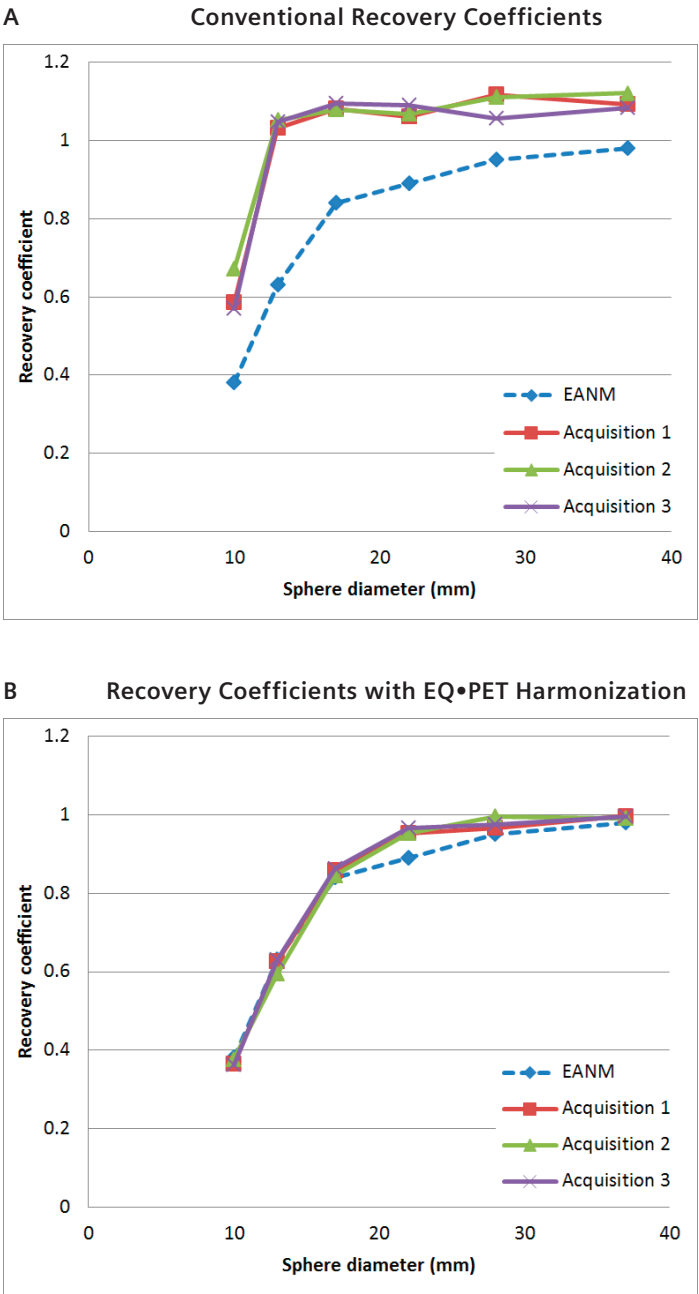 A Conventional Recovery Coefficients
1.2
1
0.8
0.6
0.4
0.2
0
Recovery coefficient
EANM
Acquisition 1
Acquisition 2
Acquisition 3
0 10 20 30 40
Sphere diameter (mm)
B Recovery Coefficients with EQ•PET Harmonization
1.2
1
0.8
0.6
0.4
0.2
0
Recovery coefficient
EANM
Acquisition 1
Acquisition 2
Acquisition 3
0 10 20 30 40
Sphere diameter (mm)